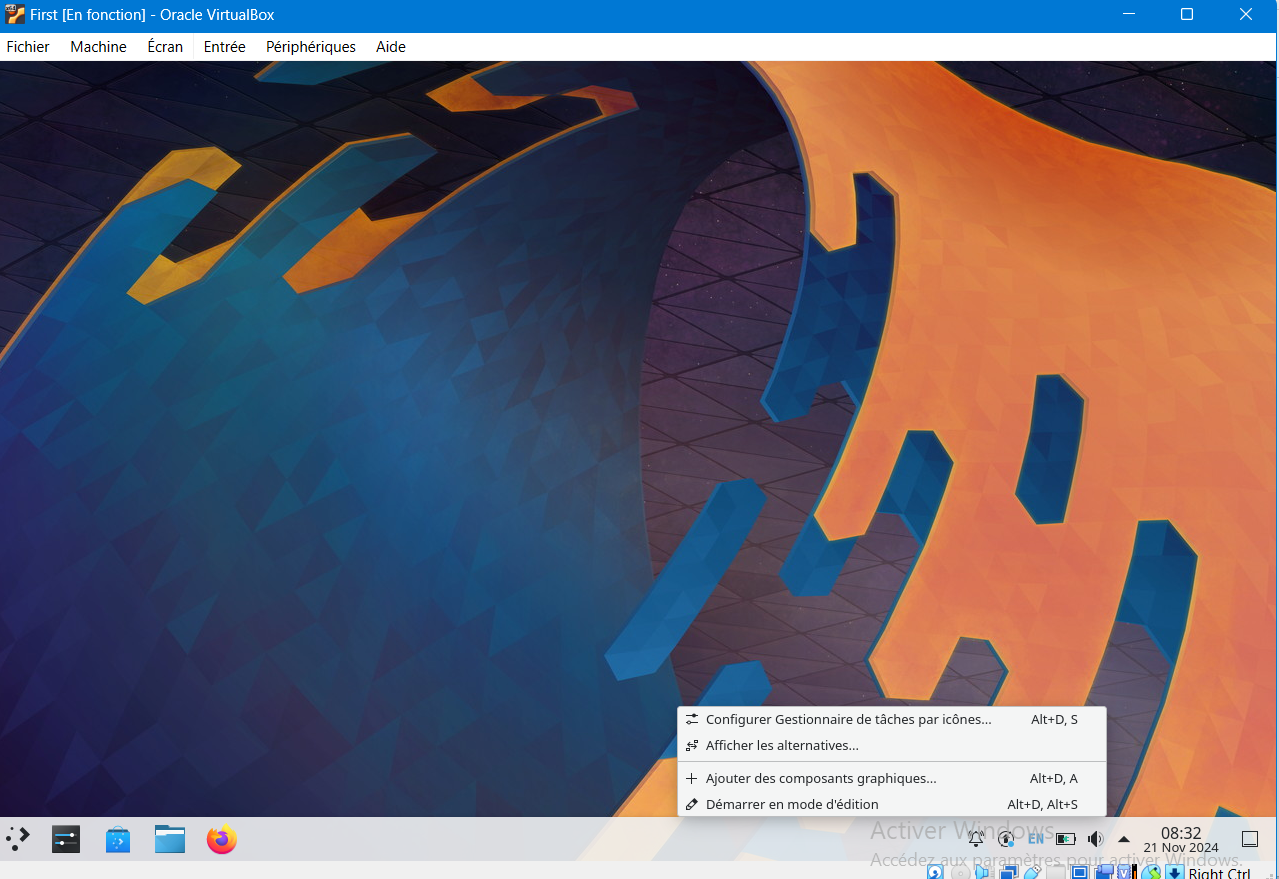 First [En fonction] - Oracle VirtualBox
Fichier Machine Écran Entrée Périphériques Aide
Configurer Gestionnaire de tâches par icônes... Alt+D, S
Afficher les alternatives...
Ajouter des composants graphiques... Alt+D, A
Démarrer en mode d'édition Alt+D, Alt+S
Activer Windows
EN 08:32
21 Nov 2024
Accédez aux paramètres pour activer Windows.
Right Ctrl